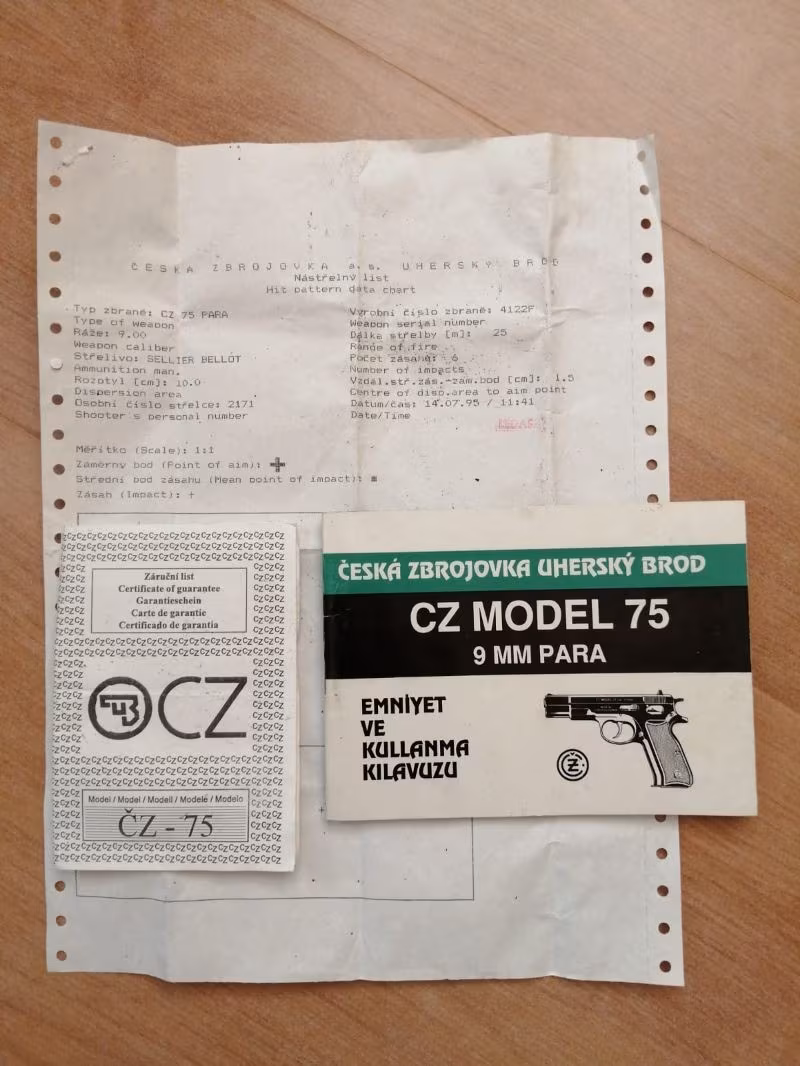 ČESKÁ ZBROJOVKA a.s. UHERSKÝ BROD
Nástřelný list
Hit pattern data chart
Typ zbraně: CZ 75 PARA
Type of weapon
Ráže: 9.00
Weapon caliber
Střelivo: SELLIER BELLOT
Ammunition man.
Rozptyl [cm]: 10.0
Dispersion area
Osobní číslo střelce: 2171
Shooter s personal number
Výrobní číslo zbraně: 4122F
Weapon serial number
Dálka střelby [m]: 25
Range of fire
Počet zásahů: 6
Number of impacts
Vzdál.stř.zás.-zám.bod [cm]: 1.5
Centre of disp.area to aim point
Datum/čas: 14.07.95 / 11:41
Date/Time
Měřítko (Scale): 1:1
Záměrný bod (Point of aim):
Střední bod zásahu (Mean point of impact):
Zásah (Impact): +
Záruční list
Certificate of guarantee
Garantieschein
Carte de garantie
Certificado de garantia
CZ
Model / Model / Modell / Modelé / Modelo
ČZ - 75
ČESKÁ ZBROJOVKA UHERSKÝ BROD
CZ MODEL 75
9 MM PARA
EMNİYET
VE
KULLANMA
KILAVUZU